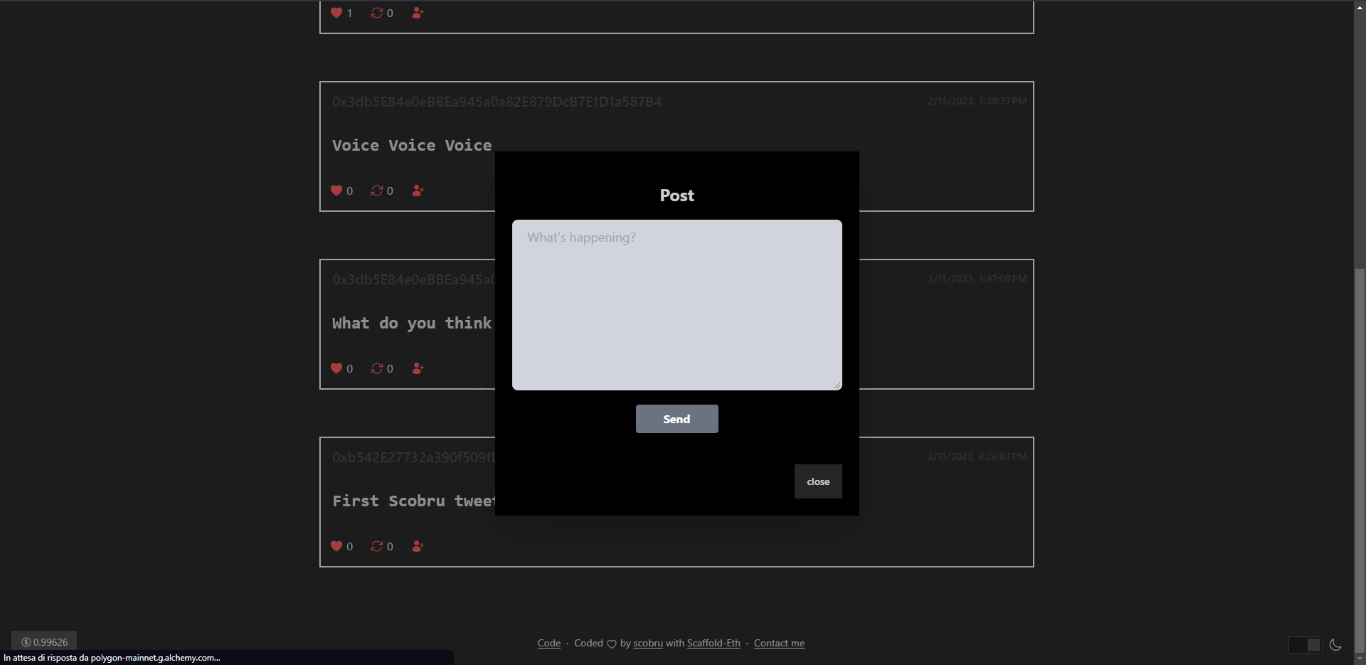 1 0
0x3db5E84e0eBBEa945a0a82E879DcB7E1D1a587B4 2/13/2023, 3:30:37 PM
Voice Voice Voice
0 0
Post
What's happening?
0x3db5E84e0eBBEa945a0 2/13/2023, 3:47:09 PM
What do you think
0 0
Send
0xb542E27732a390f509f 2/13/2023, 4:26:03 PM
close
First Scobru tweet
0 0
$ 0.99626
Code · Coded ♡ by scobru with Scaffold-Eth · Contact me
In attesa di risposta da polygon-mainnet.g.alchemy.com...